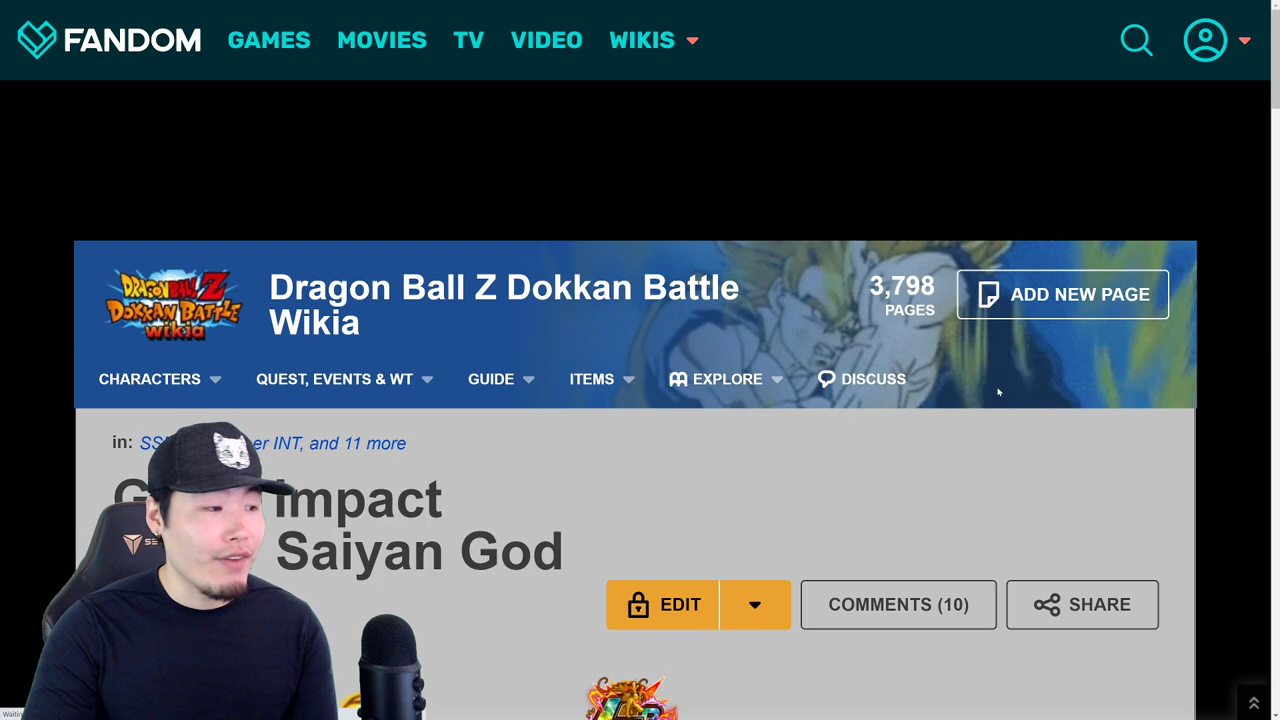 FANDOM GAMES MOVIES TV VIDEO WIKIS
DRAGON BALL Z
DOKKAN BATTLE
wikia
Dragon Ball Z Dokkan Battle
Wikia
3,798
PAGES
ADD NEW PAGE
CHARACTERS QUEST, EVENTS & WT GUIDE ITEMS EXPLORE DISCUSS
in: INT, and 11 more
Impact
Saiyan God
EDIT COMMENTS (10) SHARE